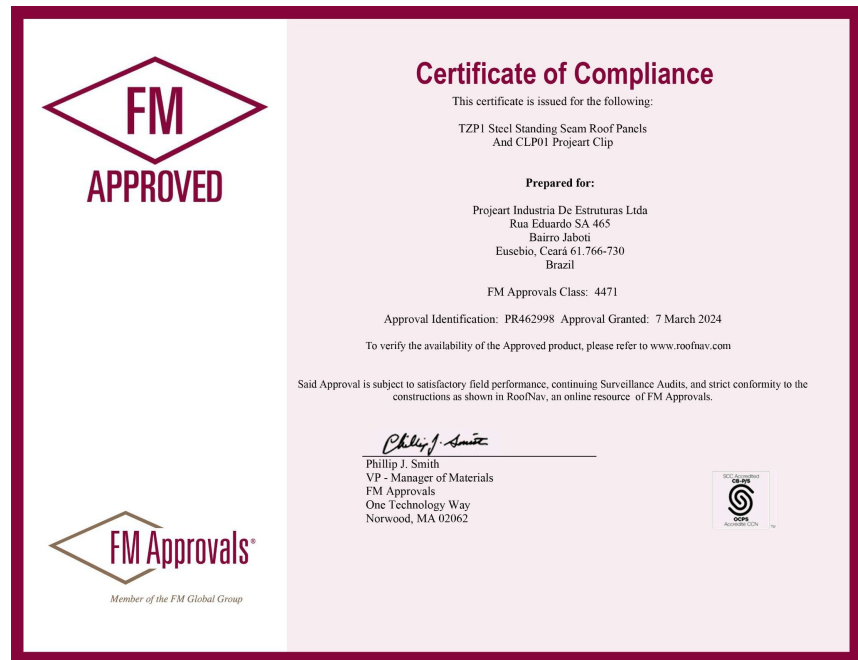 FM
APPROVED
Certificate of Compliance
This certificate is issued for the following:
TZP1 Steel Standing Seam Roof Panels
And CLP01 Projeart Clip
Prepared for:
Projeart Industria De Estruturas Ltda
Rua Eduardo SA 465
Bairro Jaboti
Eusebio, Ceará 61.766-730
Brazil
FM Approvals Class: 4471
Approval Identification: PR462998 Approval Granted: 7 March 2024
To verify the availability of the Approved product, please refer to www.roofnav.com
Said Approval is subject to satisfactory field performance, continuing Surveillance Audits, and strict conformity to the
constructions as shown in RoofNav, an online resource of FM Approvals.
Phillip J. Smith
Phillip J. Smith
VP - Manager of Materials
FM Approvals
One Technology Way
Norwood, MA 02062
SCC Accredited
CB-P/S
OCPS
Accrédité CCN
TM
FM Approvals®
Member of the FM Global Group